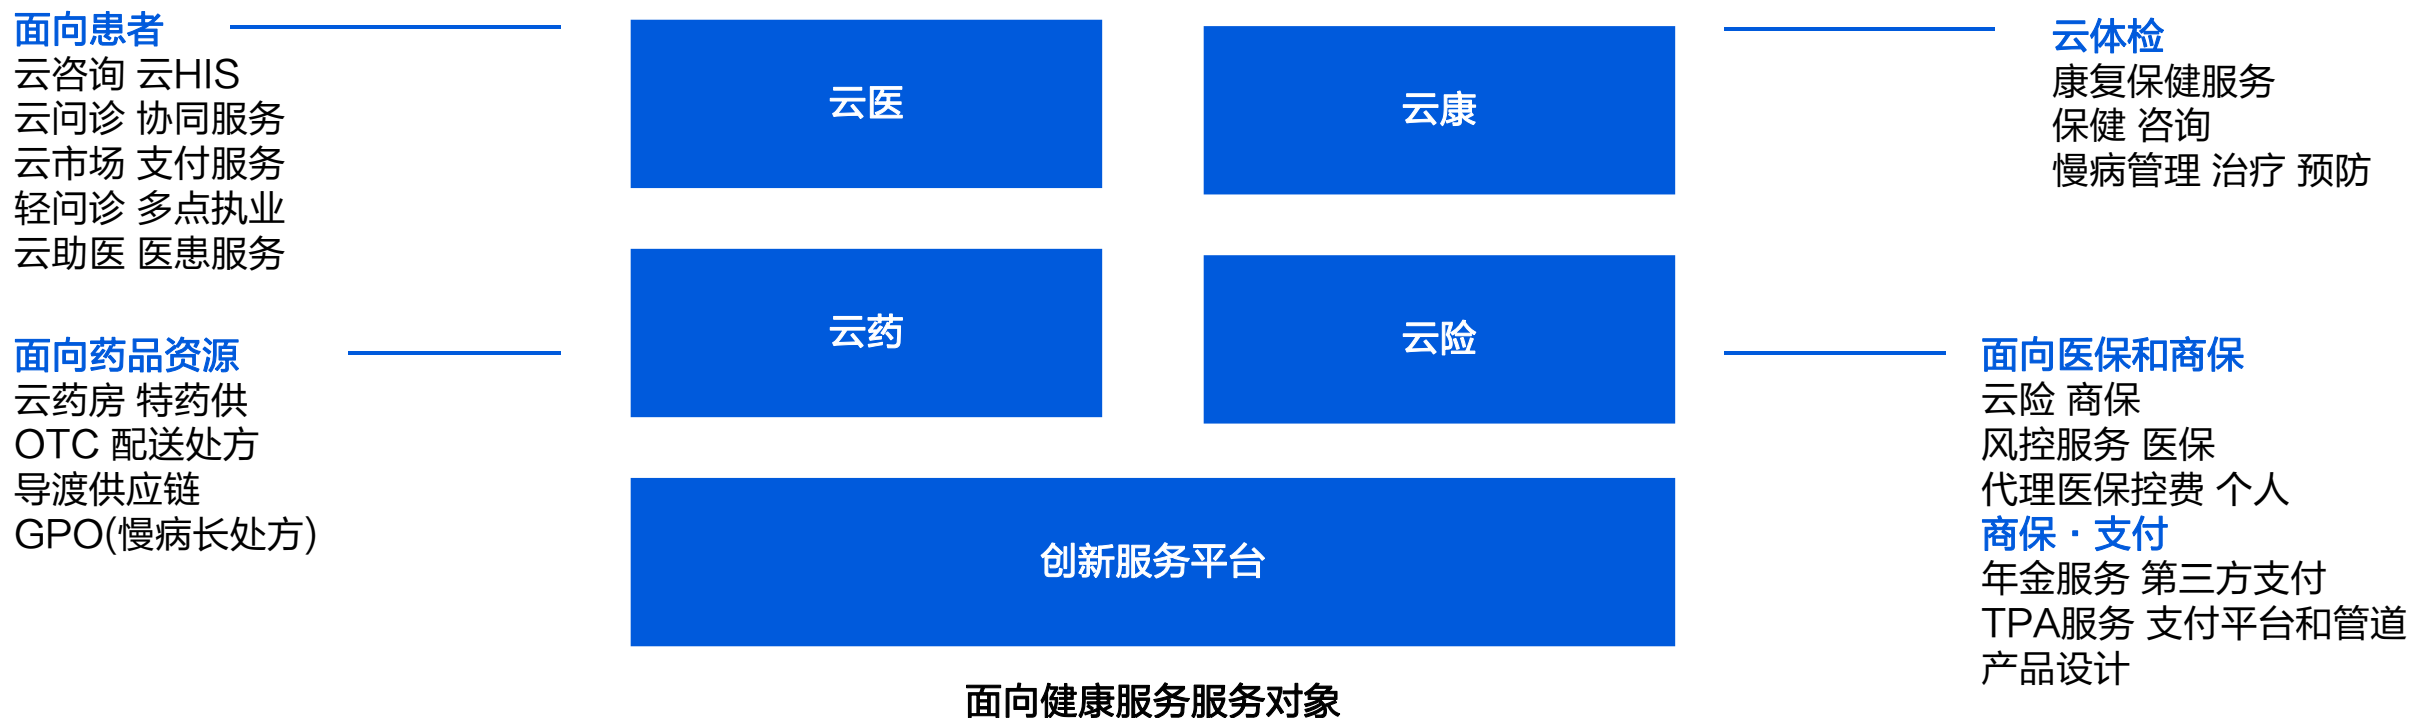 面向患者
云咨询 云HIS
云问诊 协同服务
云市场 支付服务
轻问诊 多点执业
云助医 医患服务
面向药品资源
云药房 特药供
OTC 配送处方
导渡供应链
GPO(慢病长处方)
云医
云康
云药
云险
创新服务平台
面向健康服务服务对象
云体检
康复保健服务
保健 咨询
慢病管理 治疗 预防
面向医保和商保
云险 商保
风控服务 医保
代理医保控费 个人
商保·支付
年金服务 第三方支付
TPA服务 支付平台和管道
产品设计